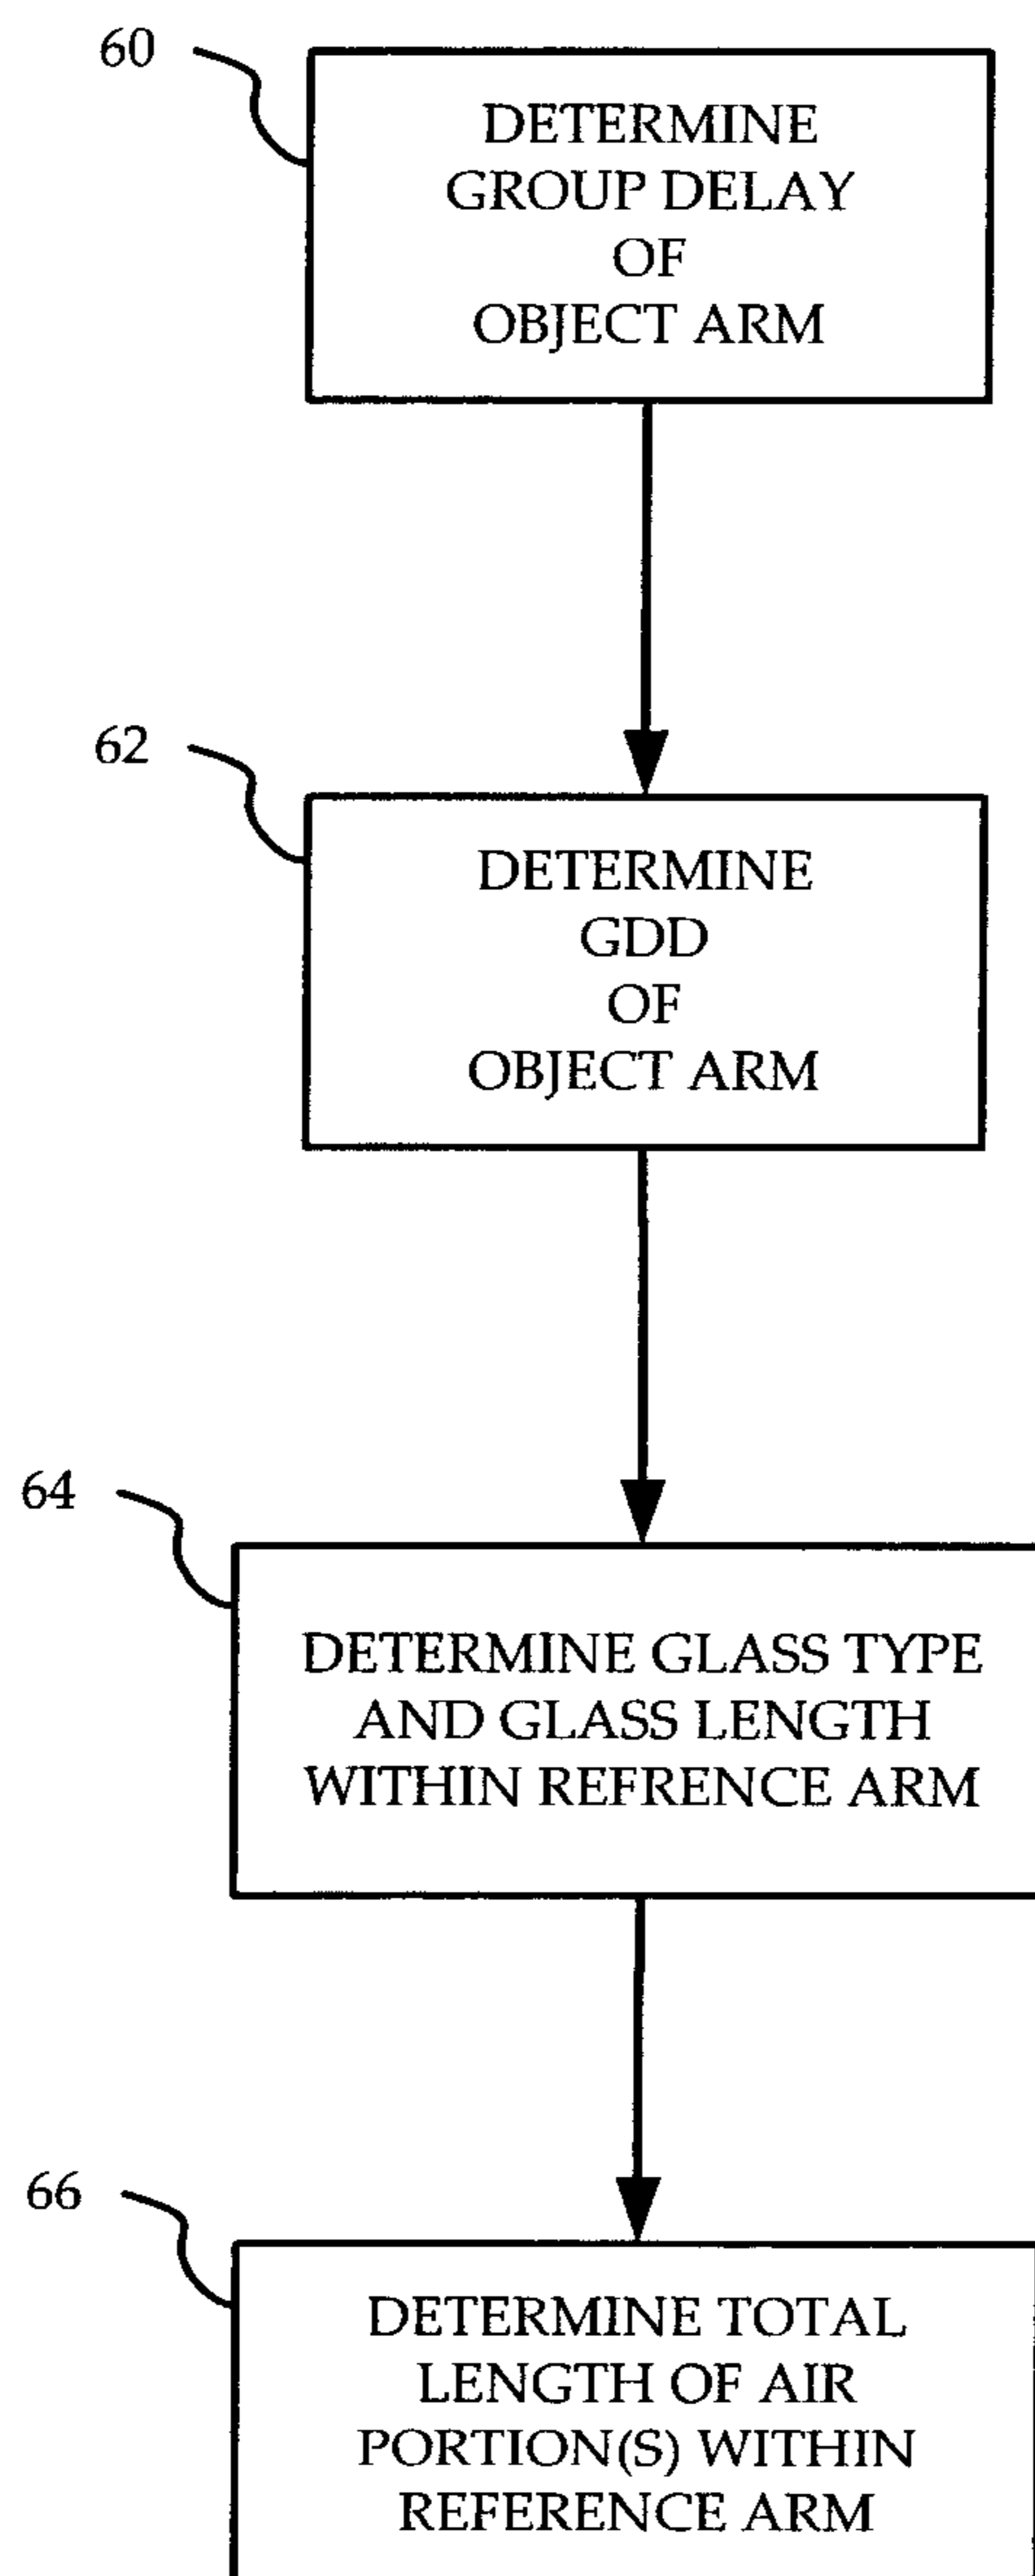 60
DETERMINE
GROUP DELAY
OF
OBJECT ARM
62
DETERMINE
GDD
OF
OBJECT ARM
64
DETERMINE GLASS TYPE
AND GLASS LENGTH
WITHIN REFRENCE ARM
66
DETERMINE TOTAL
LENGTH OF AIR
PORTION(S) WITHIN
REFERENCE ARM